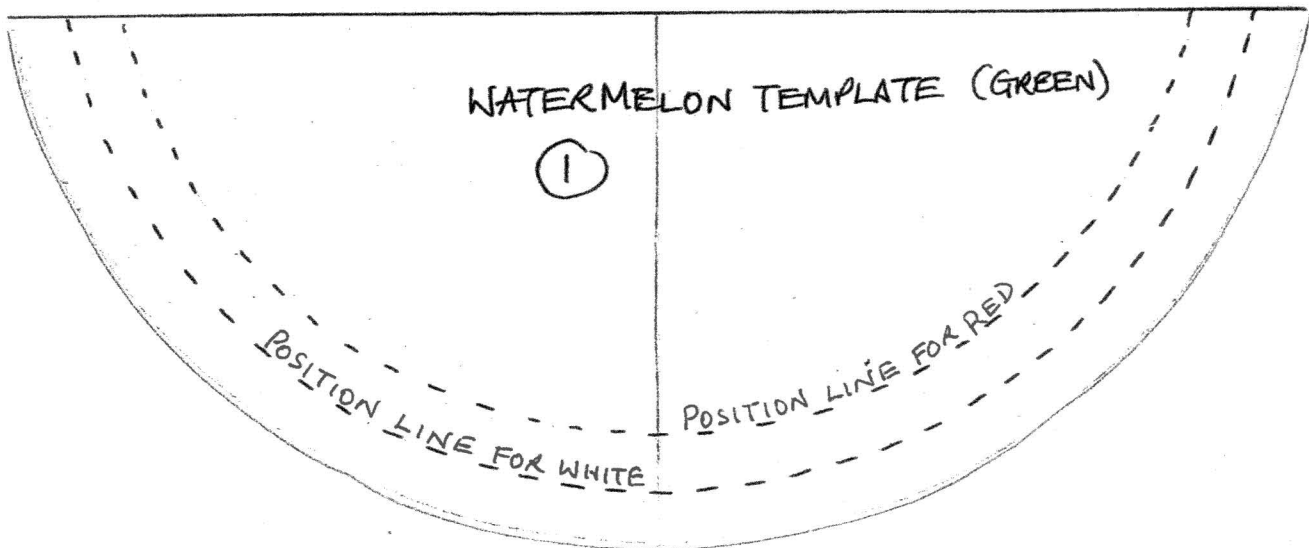 WATERMELON TEMPLATE (GREEN)
1
POSITION LINE FOR RED
POSITION LINE FOR WHITE